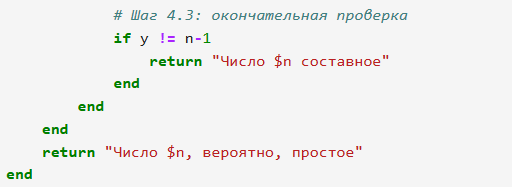 # Шаг 4.3: окончательная проверка
if y != n-1
return "Число $n составное"
end
end
end
return "Число $n, вероятно, простое"
end